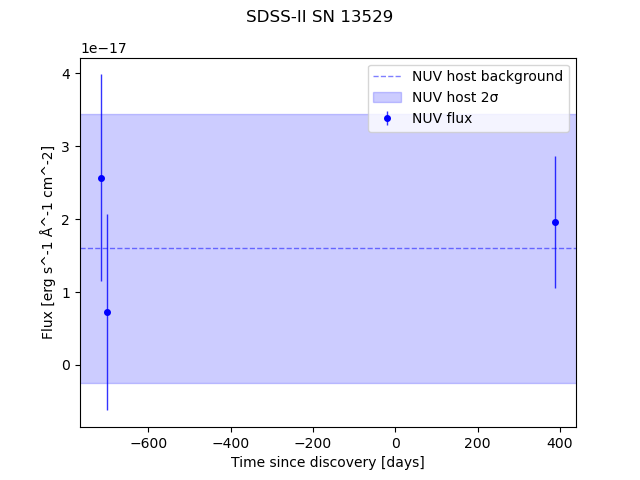 SDSS-II SN 13529
1e−17
NUV host background
NUV host 2σ
NUV flux
4
3
2
1
0
Flux [erg s^-1 Å^-1 cm^-2]
−600
−400
−200
0
200
400
Time since discovery [days]